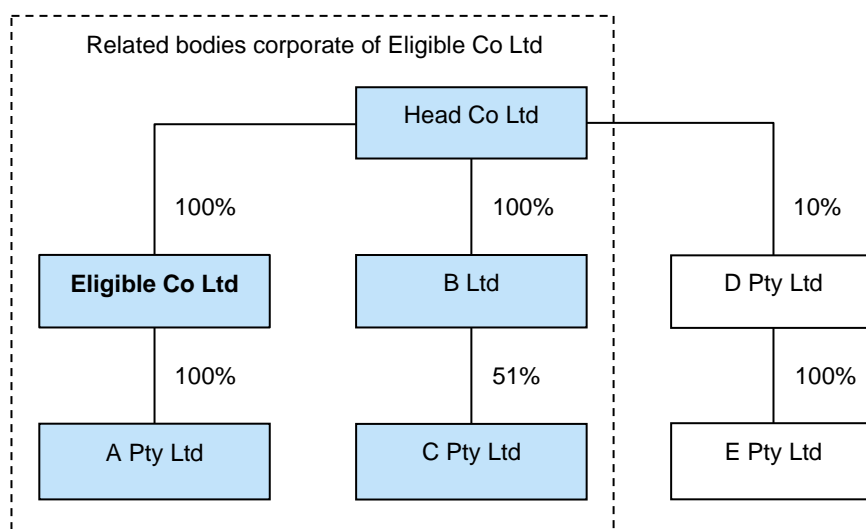 Related bodies corporate of Eligible Co Ltd
Head Co Ltd
100%
100%
10%
Eligible Co Ltd
B Ltd
D Pty Ltd
100%
51%
100%
A Pty Ltd
C Pty Ltd
E Pty Ltd